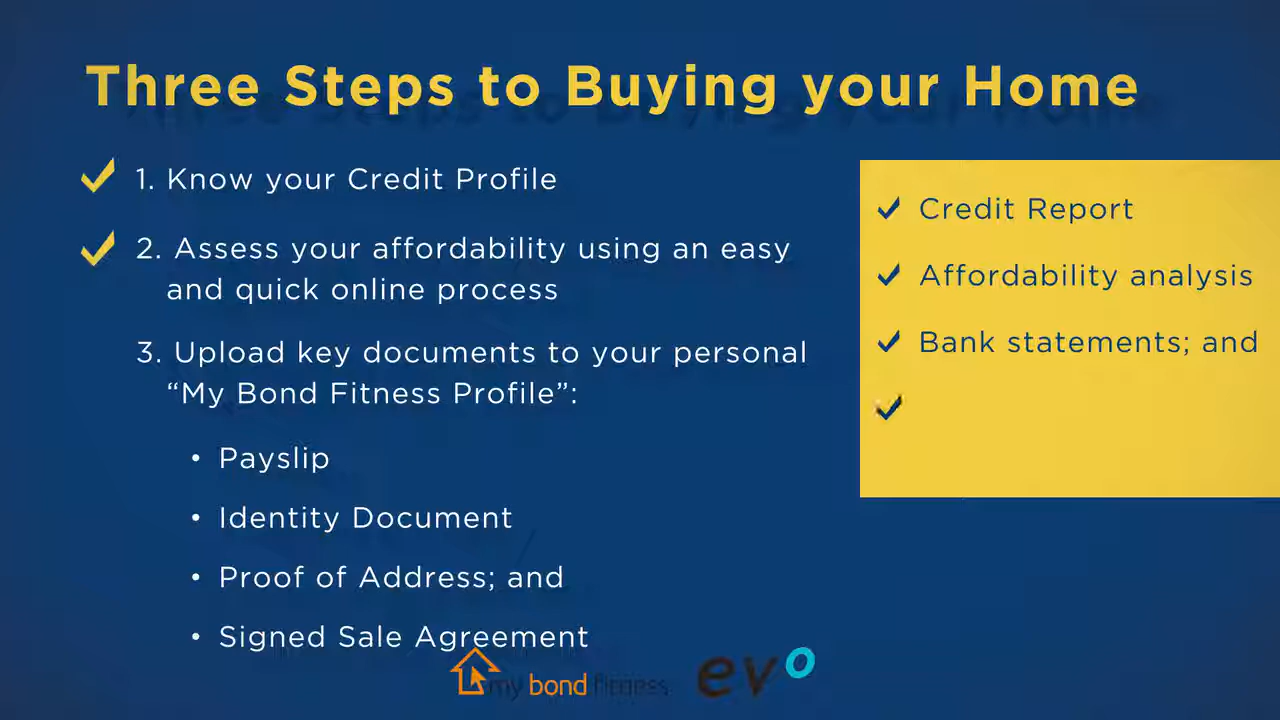 Three Steps to Buying your Home
1. Know your Credit Profile
2. Assess your affordability using an easy
and quick online process
3. Upload key documents to your personal
“My Bond Fitness Profile”:
• Payslip
• Identity Document
• Proof of Address; and
• Signed Sale Agreement
Credit Report
Affordability analysis
Bank statements; and
my bond fitness
evo